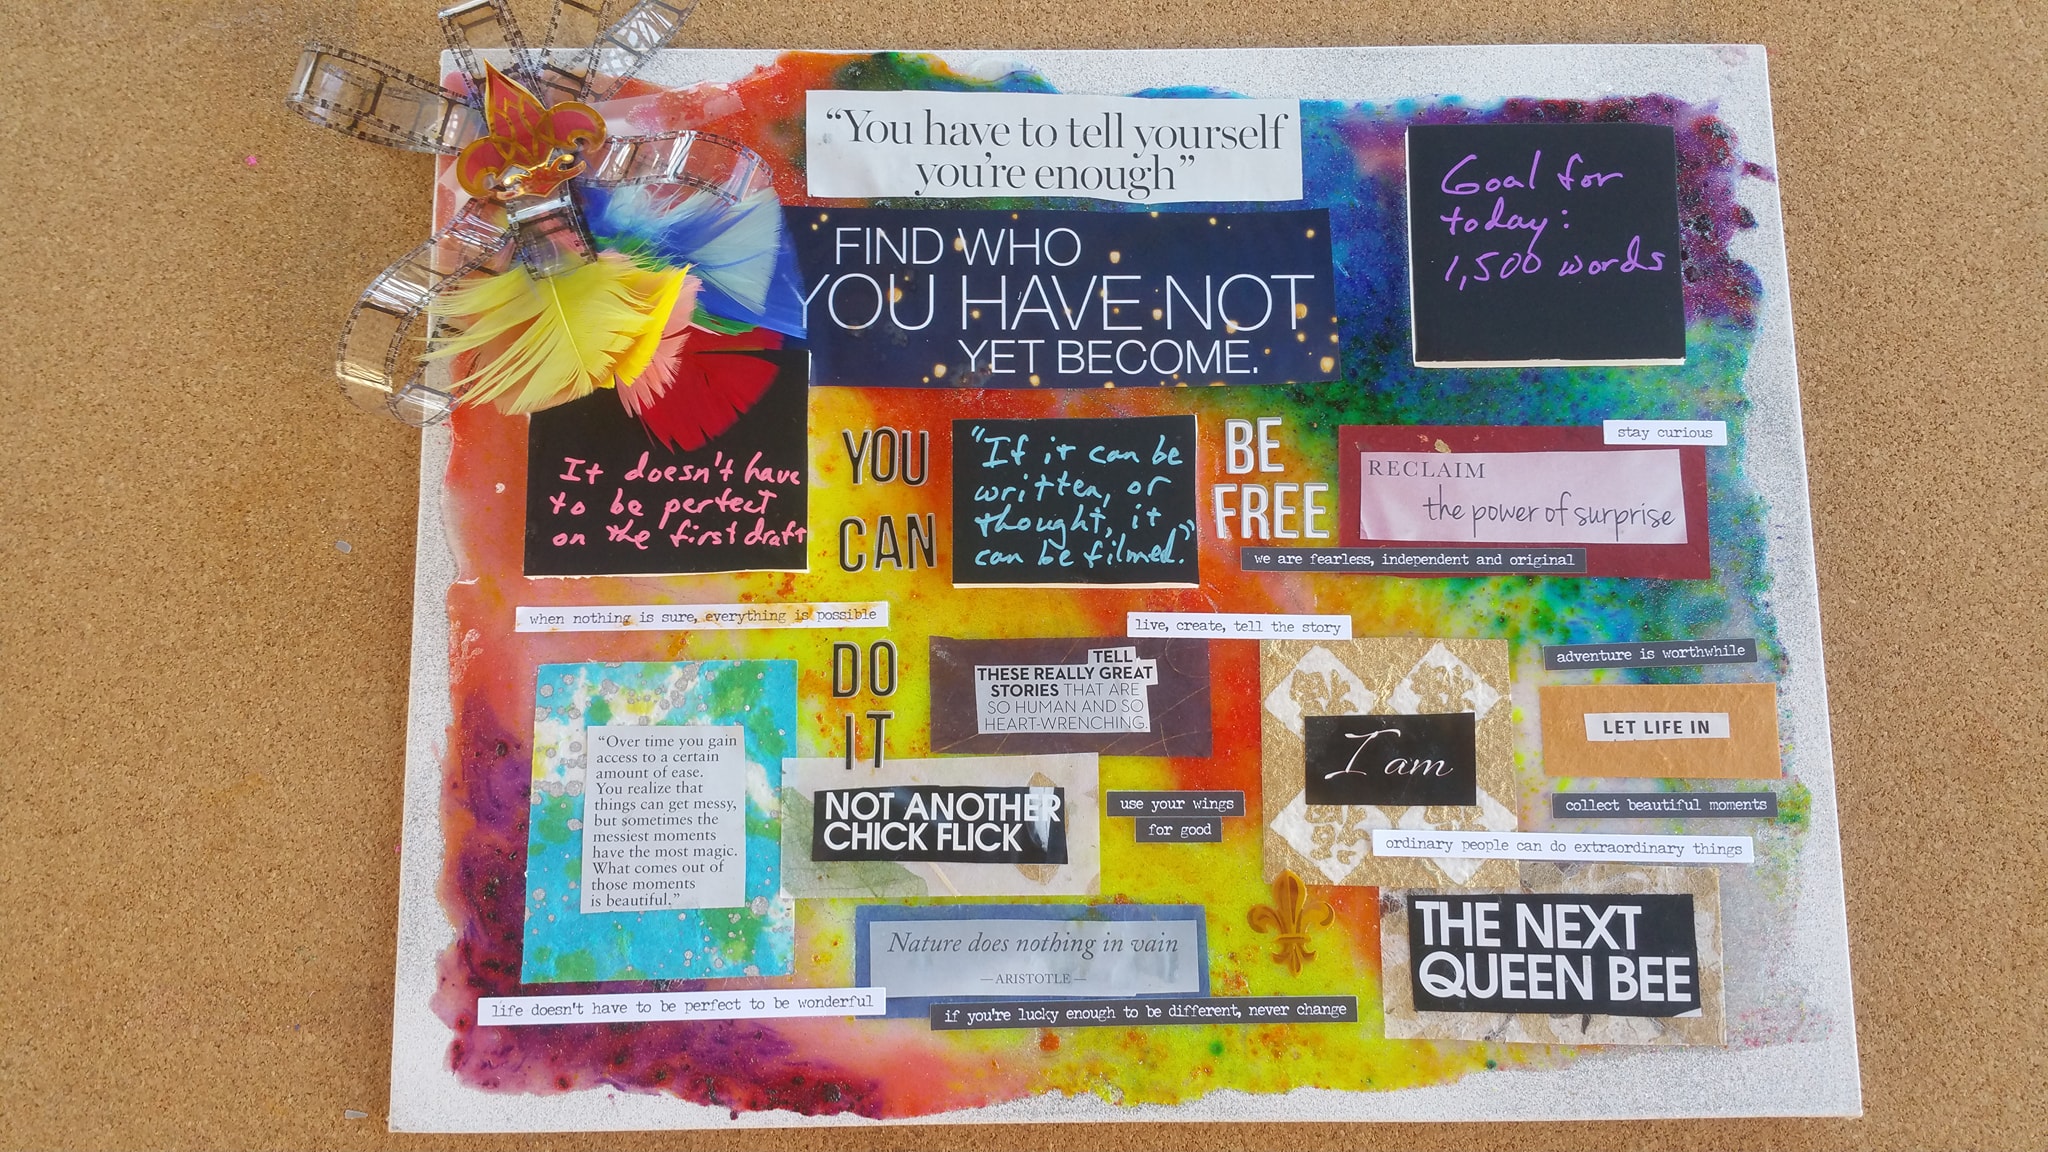 "You have to tell yourself
you're enough"
FIND WHO
YOU HAVE NOT
YET BECOME.
Goal for
today:
1,500 words
It doesn't have
to be perfect
on the first draft
YOU
CAN
DO
IT
"If it can be
written, or
thought, it
can be filmed."
BE
FREE
stay curious
RECLAIM
the power of surprise
we are fearless, independent and original
when nothing is sure, everything is possible
live, create, tell the story
TELL
THESE REALLY GREAT
STORIES THAT ARE
SO HUMAN AND SO
HEART-WRENCHING.
adventure is worthwhile
LET LIFE IN
I am
"Over time you gain
access to a certain
amount of ease.
You realize that
things can get messy,
but sometimes the
messiest moments
have the most magic.
What comes out of
those moments
is beautiful."
NOT ANOTHER
CHICK FLICK
use your wings
for good
collect beautiful moments
ordinary people can do extraordinary things
THE NEXT
QUEEN BEE
Nature does nothing in vain
—ARISTOTLE—
life doesn't have to be perfect to be wonderful
if you're lucky enough to be different, never change